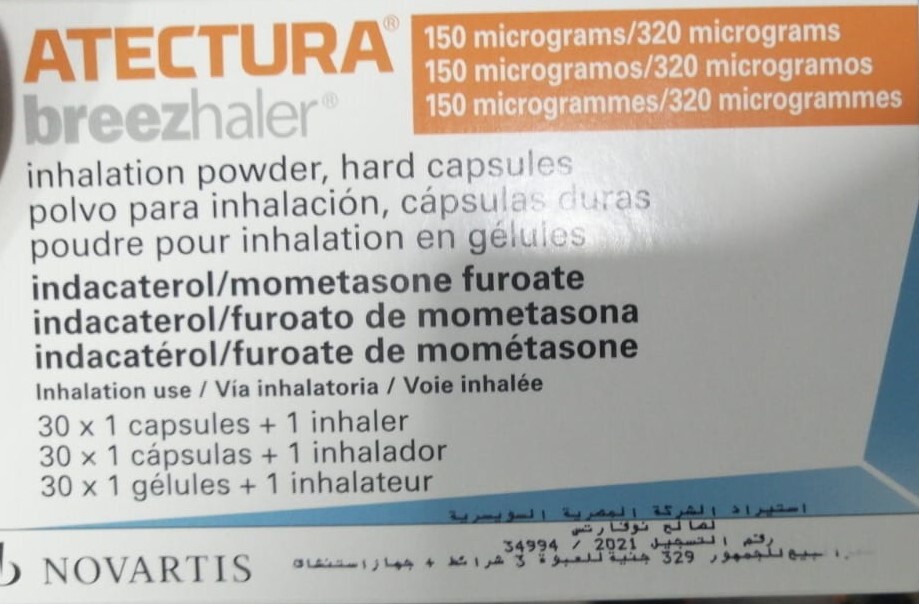 ATECTURA®
breezhaler®
150 micrograms/320 micrograms
150 microgramos/320 microgramos
150 microgrammes/320 microgrammes
inhalation powder, hard capsules
polvo para inhalación, cápsulas duras
poudre pour inhalation en gélules
indacaterol/mometasone furoate
indacaterol/furoato de mometasona
indacatérol/furoate de mométasone
Inhalation use / Vía inhalatoria / Voie inhalée
30 x 1 capsules + 1 inhaler
30 x 1 cápsulas + 1 inhalador
30 x 1 gélules + 1 inhalateur
استيراد الشركة المصرية السويسرية
لصالح نوفارتس
رقم التسجيل 2021 / 34994
بيع للجمهور 329 جنية للعبوة 3 شرائط + جهاز استنشاق
NOVARTIS